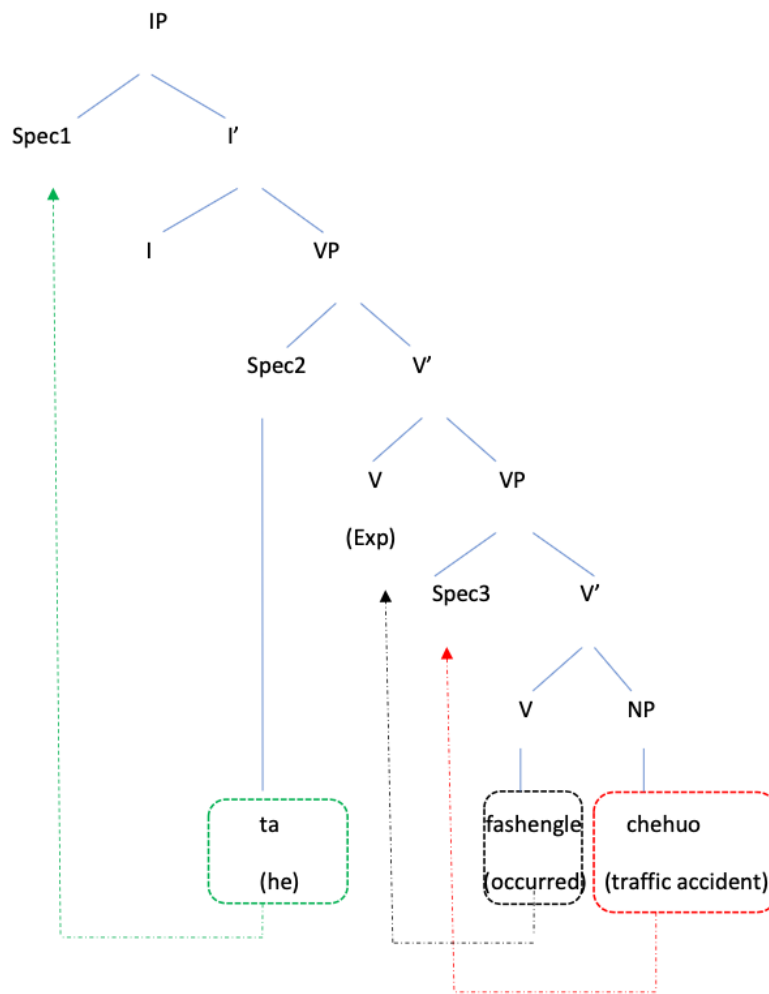 IP
Spec1 I’
I VP
Spec2 V’
V VP
(Exp)
Spec3 V’
V NP
ta fashengle chehuo
(he) (occurred) (traffic accident)